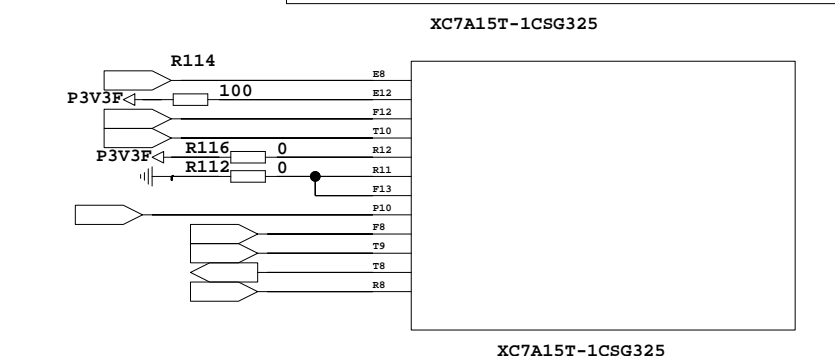 XC7A15T-1CSG325
R114
E8
P3V3F 100 E12
F12
T10
P3V3F R116 0 R12
R112 0 R11
F13
P10
F8
T9
T8
R8
XC7A15T-1CSG325